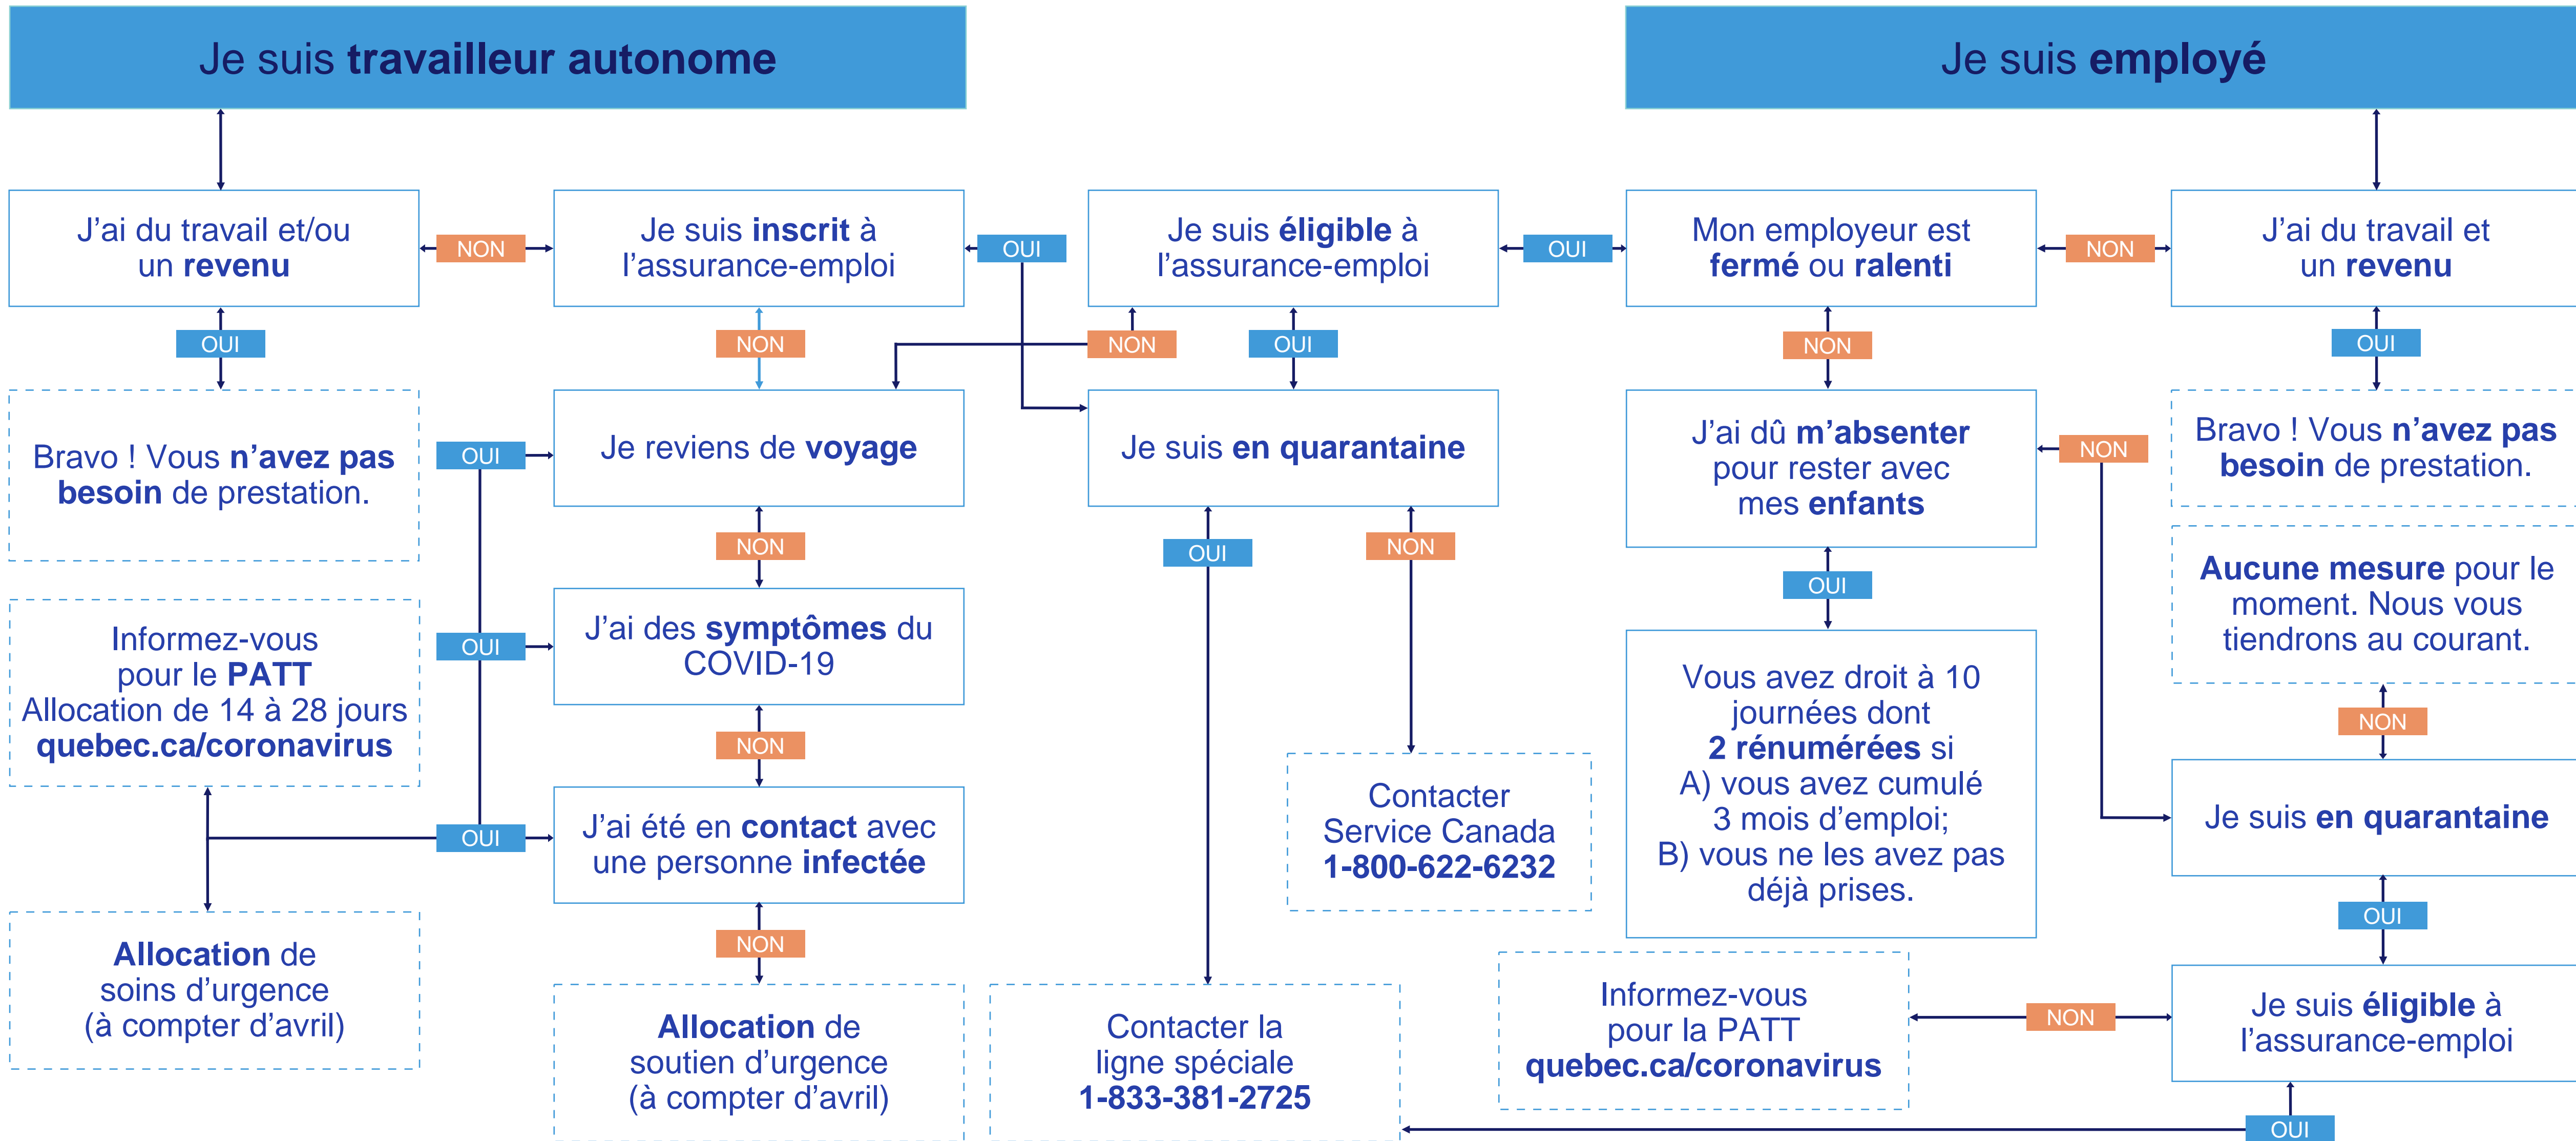 Je suis travailleur autonome
Je suis employé
J’ai du travail et/ou
un revenu
NON
Je suis inscrit à
l’assurance-emploi
OUI
Je suis éligible à
l’assurance-emploi
OUI
Mon employeur est
fermé ou ralenti
NON
J’ai du travail et
un revenu
OUI
NON
NON
OUI
NON
OUI
Bravo ! Vous n’avez pas
besoin de prestation.
OUI
Je reviens de voyage
Je suis en quarantaine
J’ai dû m’absenter
pour rester avec
mes enfants
NON
Bravo ! Vous n’avez pas
besoin de prestation.
NON
OUI
NON
OUI
Aucune mesure pour le
moment. Nous vous
tiendrons au courant.
Informez-vous
pour le PATT
Allocation de 14 à 28 jours
quebec.ca/coronavirus
OUI
J’ai des symptômes du
COVID-19
NON
Vous avez droit à 10
journées dont
2 rénumérées si
A) vous avez cumulé
3 mois d’emploi;
B) vous ne les avez pas
déjà prises.
NON
Contacter
Service Canada
1-800-622-6232
OUI
J’ai été en contact avec
une personne infectée
Je suis en quarantaine
NON
OUI
Allocation de
soins d’urgence
(à compter d’avril)
Allocation de
soutien d’urgence
(à compter d’avril)
Contacter la
ligne spéciale
1-833-381-2725
Informez-vous
pour la PATT
quebec.ca/coronavirus
NON
Je suis éligible à
l’assurance-emploi
OUI